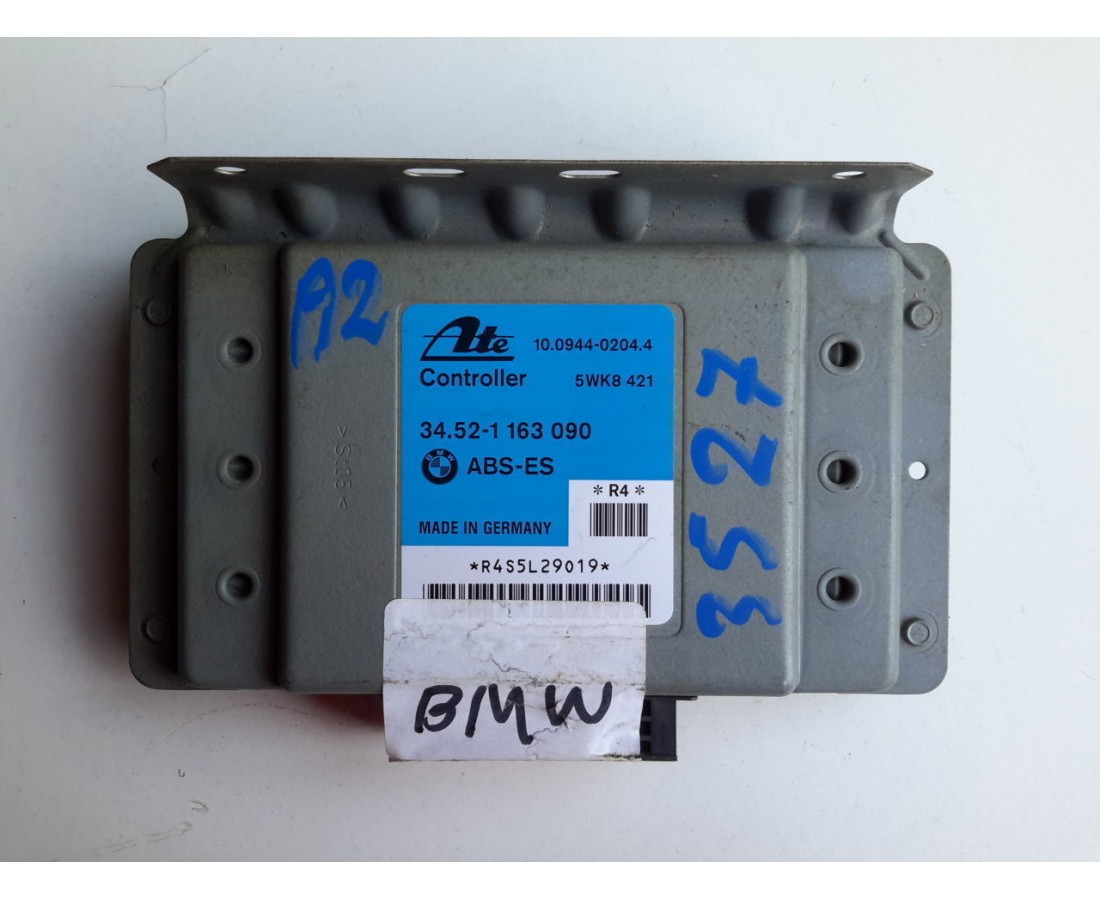 A2
Ate
10.0944-0204.4
Controller
5WK8 421
34.52-1 163 090
BMW
ABS-ES
*R4*
MADE IN GERMANY
*R4S5L29019*
3527
BMW